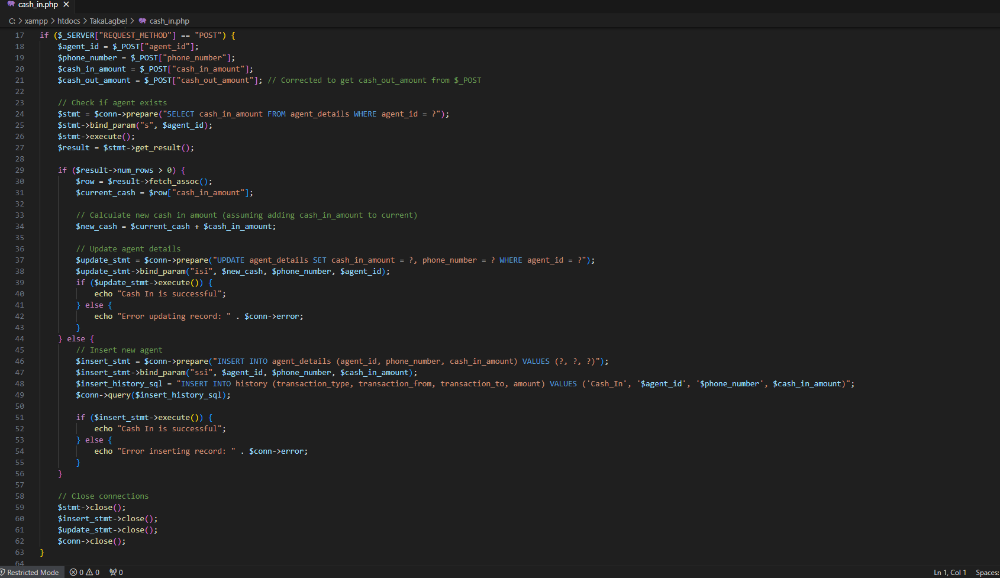 cash_in.php ×
C: > xampp > htdocs > TakaLagbe! > cash_in.php
17 if ($_SERVER["REQUEST_METHOD"] == "POST") {
18     $agent_id = $_POST["agent_id"];
19     $phone_number = $_POST["phone_number"];
20     $cash_in_amount = $_POST["cash_in_amount"];
21     $cash_out_amount = $_POST["cash_out_amount"]; // Corrected to get cash_out_amount from $_POST
22
23     // Check if agent exists
24     $stmt = $conn->prepare("SELECT cash_in_amount FROM agent_details WHERE agent_id = ?");
25     $stmt->bind_param("s", $agent_id);
26     $stmt->execute();
27     $result = $stmt->get_result();
28
29     if ($result->num_rows > 0) {
30         $row = $result->fetch_assoc();
31         $current_cash = $row["cash_in_amount"];
32
33         // Calculate new cash in amount (assuming adding cash_in_amount to current)
34         $new_cash = $current_cash + $cash_in_amount;
35
36         // Update agent details
37         $update_stmt = $conn->prepare("UPDATE agent_details SET cash_in_amount = ?, phone_number = ? WHERE agent_id = ?");
38         $update_stmt->bind_param("isi", $new_cash, $phone_number, $agent_id);
39         if ($update_stmt->execute()) {
40             echo "Cash In is successful";
41         } else {
42             echo "Error updating record: " . $conn->error;
43         }
44     } else {
45         // Insert new agent
46         $insert_stmt = $conn->prepare("INSERT INTO agent_details (agent_id, phone_number, cash_in_amount) VALUES (?, ?, ?)");
47         $insert_stmt->bind_param("ssi", $agent_id, $phone_number, $cash_in_amount);
48         $insert_history_sql = "INSERT INTO history (transaction_type, transaction_from, transaction_to, amount) VALUES ('Cash_In', '$agent_id', '$phone_number', $cash_in_amount)";
49         $conn->query($insert_history_sql);
50
51         if ($insert_stmt->execute()) {
52             echo "Cash In is successful";
53         } else {
54             echo "Error inserting record: " . $conn->error;
55         }
56     }
57
58     // Close connections
59     $stmt->close();
60     $insert_stmt->close();
61     $update_stmt->close();
62     $conn->close();
63 }
64
Restricted Mode 0 0 0 Ln 1, Col 1 Spaces: